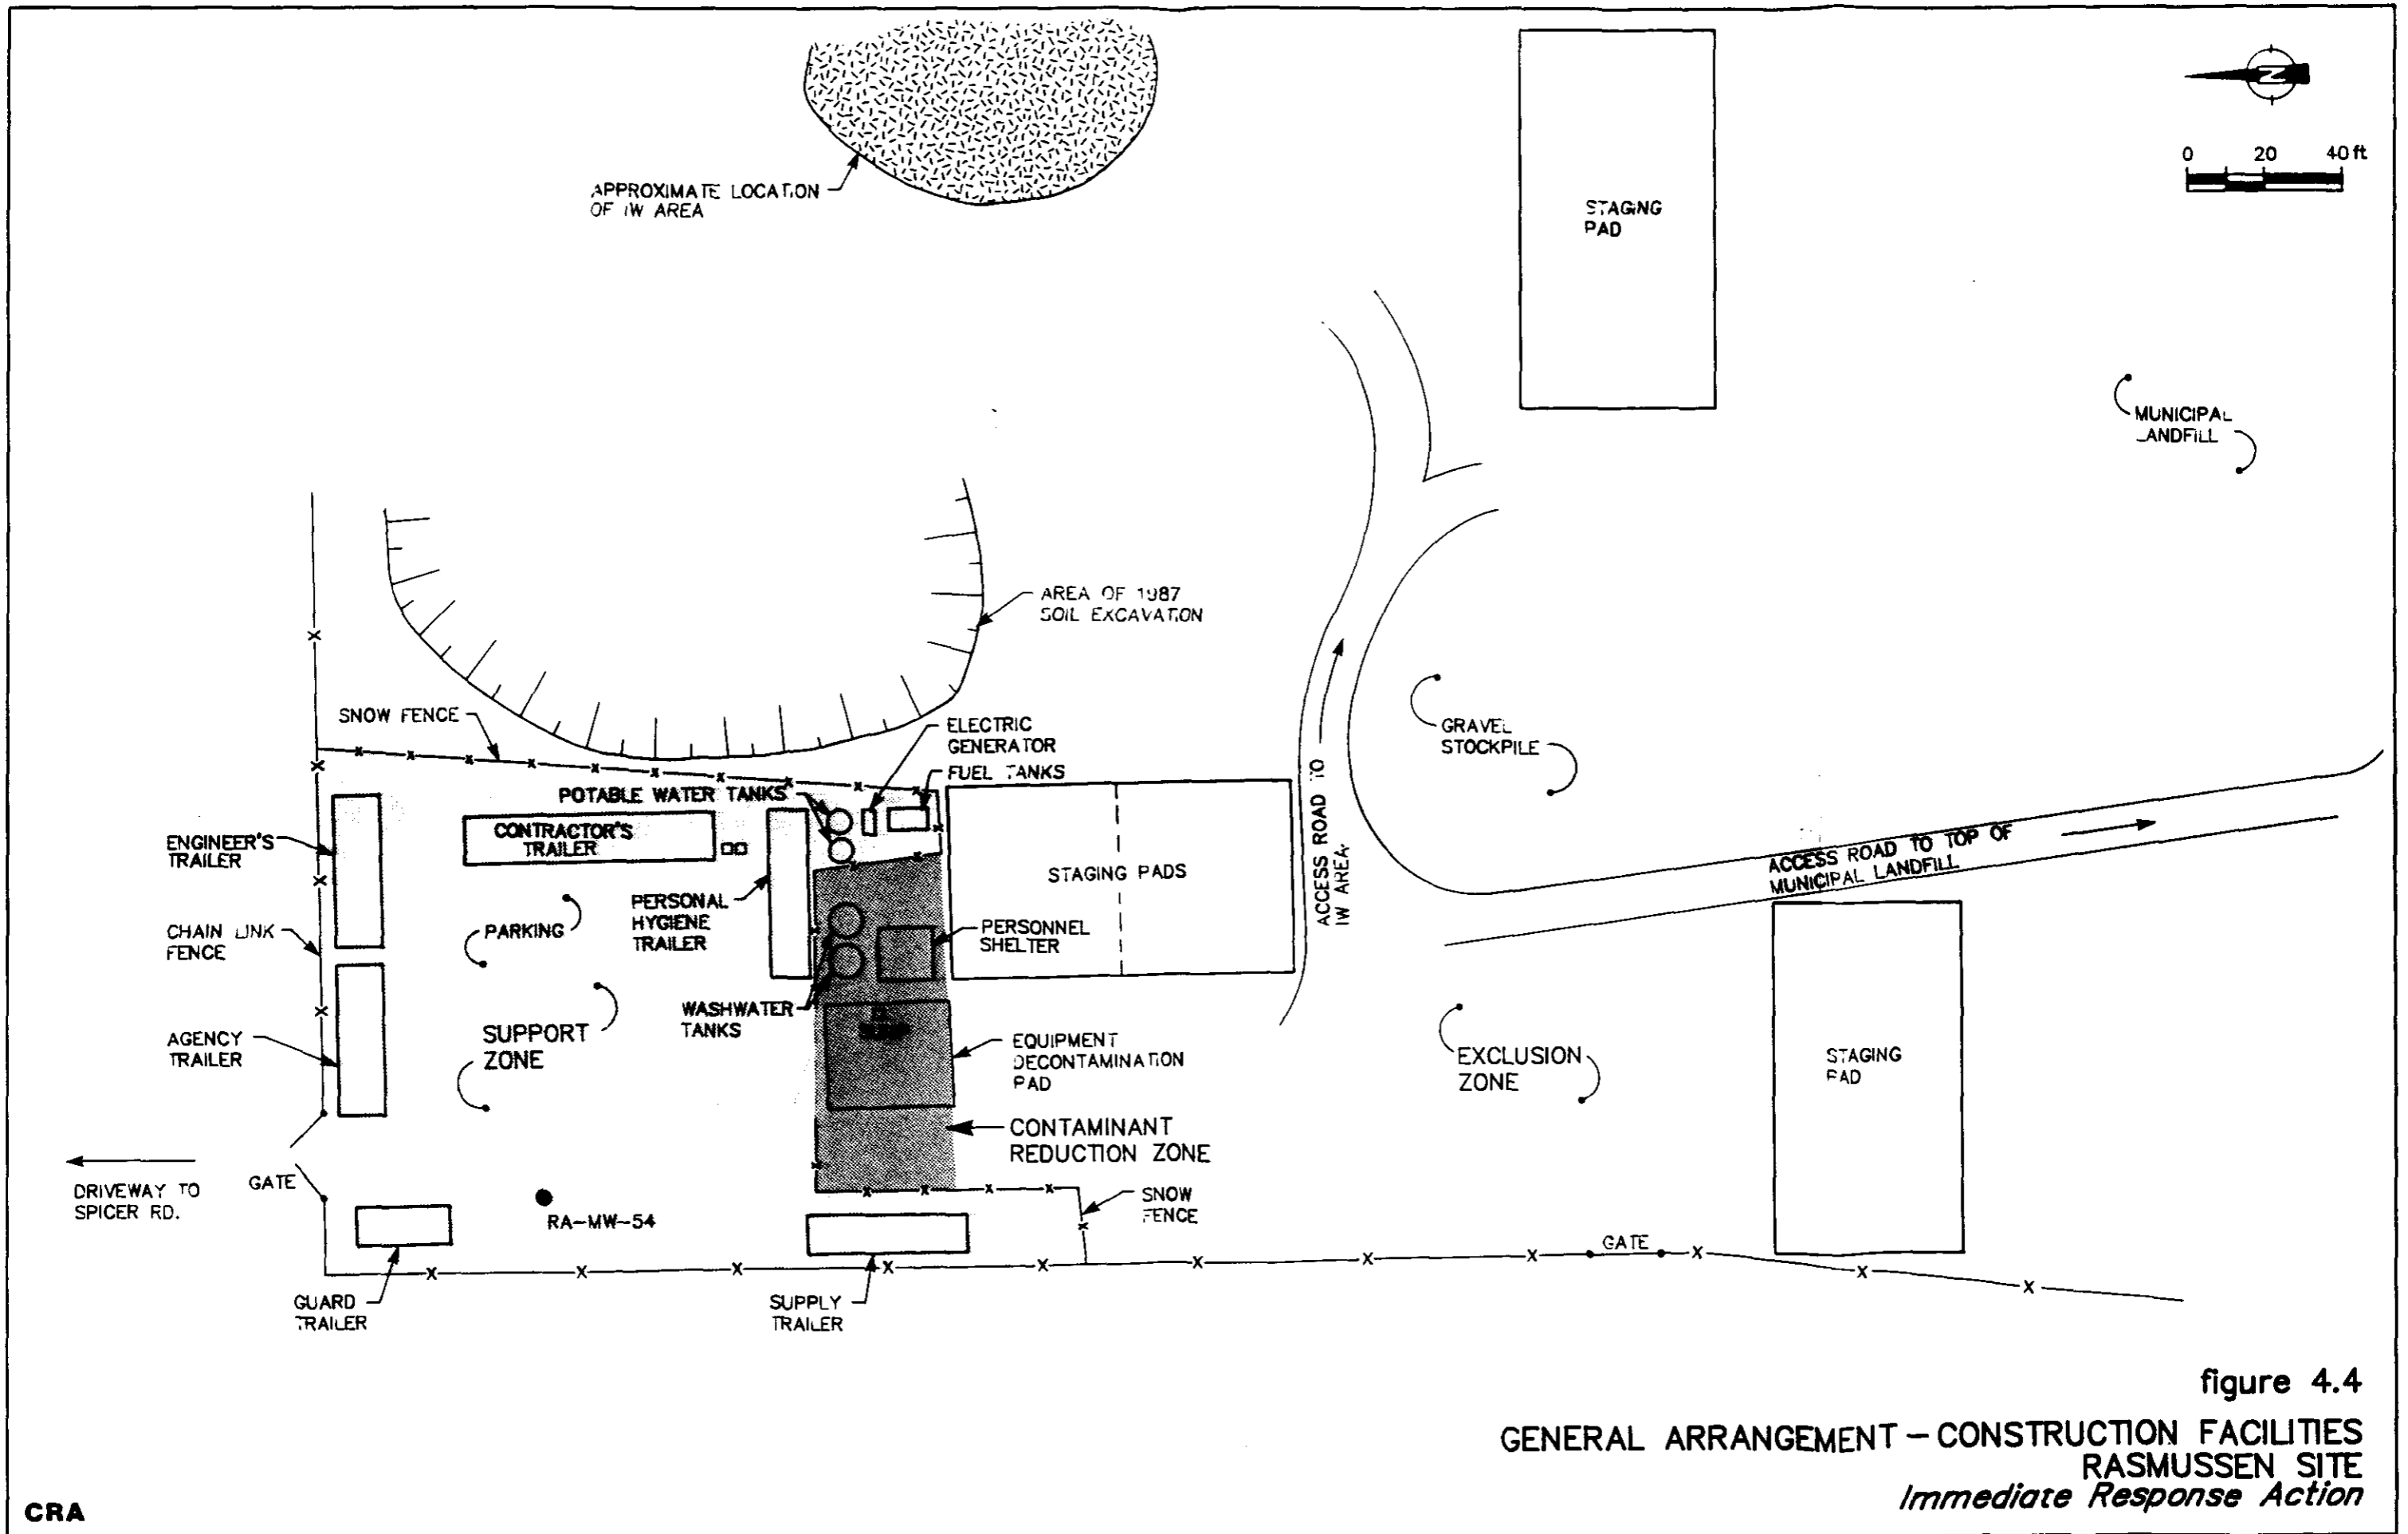 APPROXIMATE LOCATION
OF IW AREA
STAGING
PAD
N
0 20 40 ft
MUNICIPAL
LANDFILL
AREA OF 1987
SOIL EXCAVATION
SNOW FENCE
ELECTRIC
GENERATOR
FUEL TANKS
POTABLE WATER TANKS
GRAVEL
STOCKPILE
ENGINEER'S
TRAILER
CONTRACTOR'S
TRAILER
STAGING PADS
ACCESS ROAD TO
IW AREA
ACCESS ROAD TO TOP OF
MUNICIPAL LANDFILL
CHAIN LINK
FENCE
PARKING
PERSONAL
HYGIENE
TRAILER
PERSONNEL
SHELTER
WASHWATER
TANKS
AGENCY
TRAILER
SUPPORT
ZONE
EQUIPMENT
DECONTAMINATION
PAD
EXCLUSION
ZONE
STAGING
PAD
CONTAMINANT
REDUCTION ZONE
DRIVEWAY TO
SPICER RD.
GATE
RA-MW-54
SNOW
FENCE
GATE
GUARD
TRAILER
SUPPLY
TRAILER
figure 4.4
GENERAL ARRANGEMENT - CONSTRUCTION FACILITIES
RASMUSSEN SITE
Immediate Response Action
CRA